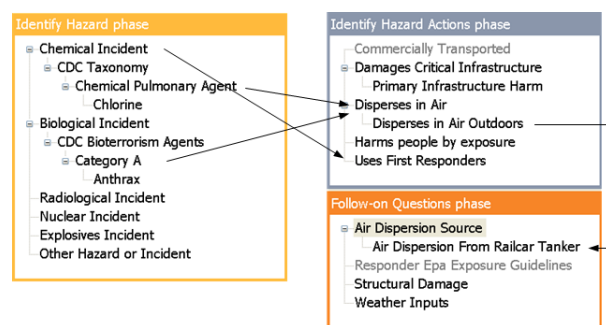 Identify Hazard phase
Chemical Incident
CDC Taxonomy
Chemical Pulmonary Agent
Chlorine
Biological Incident
CDC Bioterrorism Agents
Category A
Anthrax
Radiological Incident
Nuclear Incident
Explosives Incident
Other Hazard or Incident
Identify Hazard Actions phase
Commercially Transported
Damages Critical Infrastructure
Primary Infrastructure Harm
Disperses in Air
Disperses in Air Outdoors
Harms people by exposure
Uses First Responders
Follow-on Questions phase
Air Dispersion Source
Air Dispersion From Railcar Tanker
Responder Epa Exposure Guidelines
Structural Damage
Weather Inputs